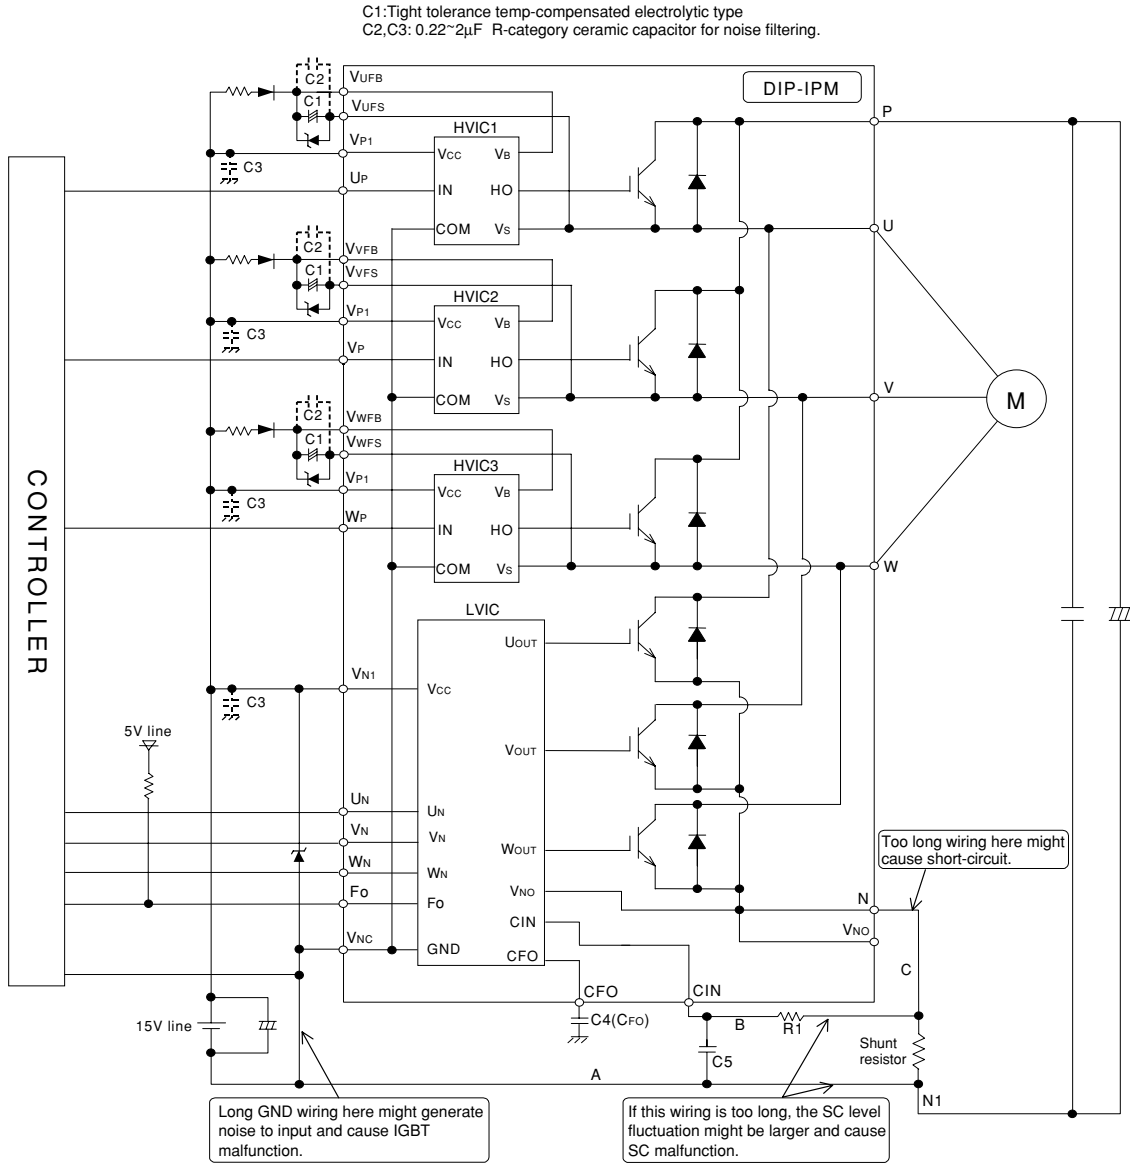 C1:Tight tolerance temp-compensated electrolytic type
C2,C3: 0.22~2μF R-category ceramic capacitor for noise filtering.
C2
VUFB
DIP-IPM
C1
VUFS
P
HVIC1
VP1
VCC
VB
C3
UP
IN
HO
COM
VS
U
C2
VVFB
C1
VVFS
HVIC2
VP1
VCC
VB
C3
VP
IN
HO
V
COM
VS
M
C2
VWFB
C1
VWFS
HVIC3
VP1
VCC
VB
C3
WP
IN
HO
COM
VS
W
CONTROLLER
LVIC
UOUT
VN1
VCC
C3
5V line
VOUT
UN
UN
VN
VN
WOUT
Too long wiring here might
cause short-circuit.
WN
WN
VNO
N
Fo
Fo
CIN
VNO
VNC
GND
CFO
C
CFO
CIN
15V line
C4(CFO)
B
R1
Shunt
resistor
C5
A
N1
Long GND wiring here might generate
noise to input and cause IGBT
malfunction.
If this wiring is too long, the SC level
fluctuation might be larger and cause
SC malfunction.